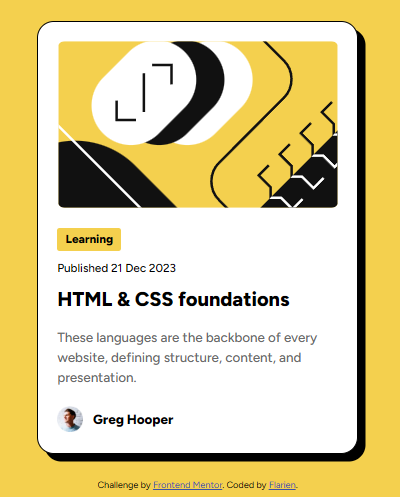 Learning
Published 21 Dec 2023
HTML & CSS foundations
These languages are the backbone of every
website, defining structure, content, and
presentation.
Greg Hooper
Challenge by Frontend Mentor. Coded by Flarien.